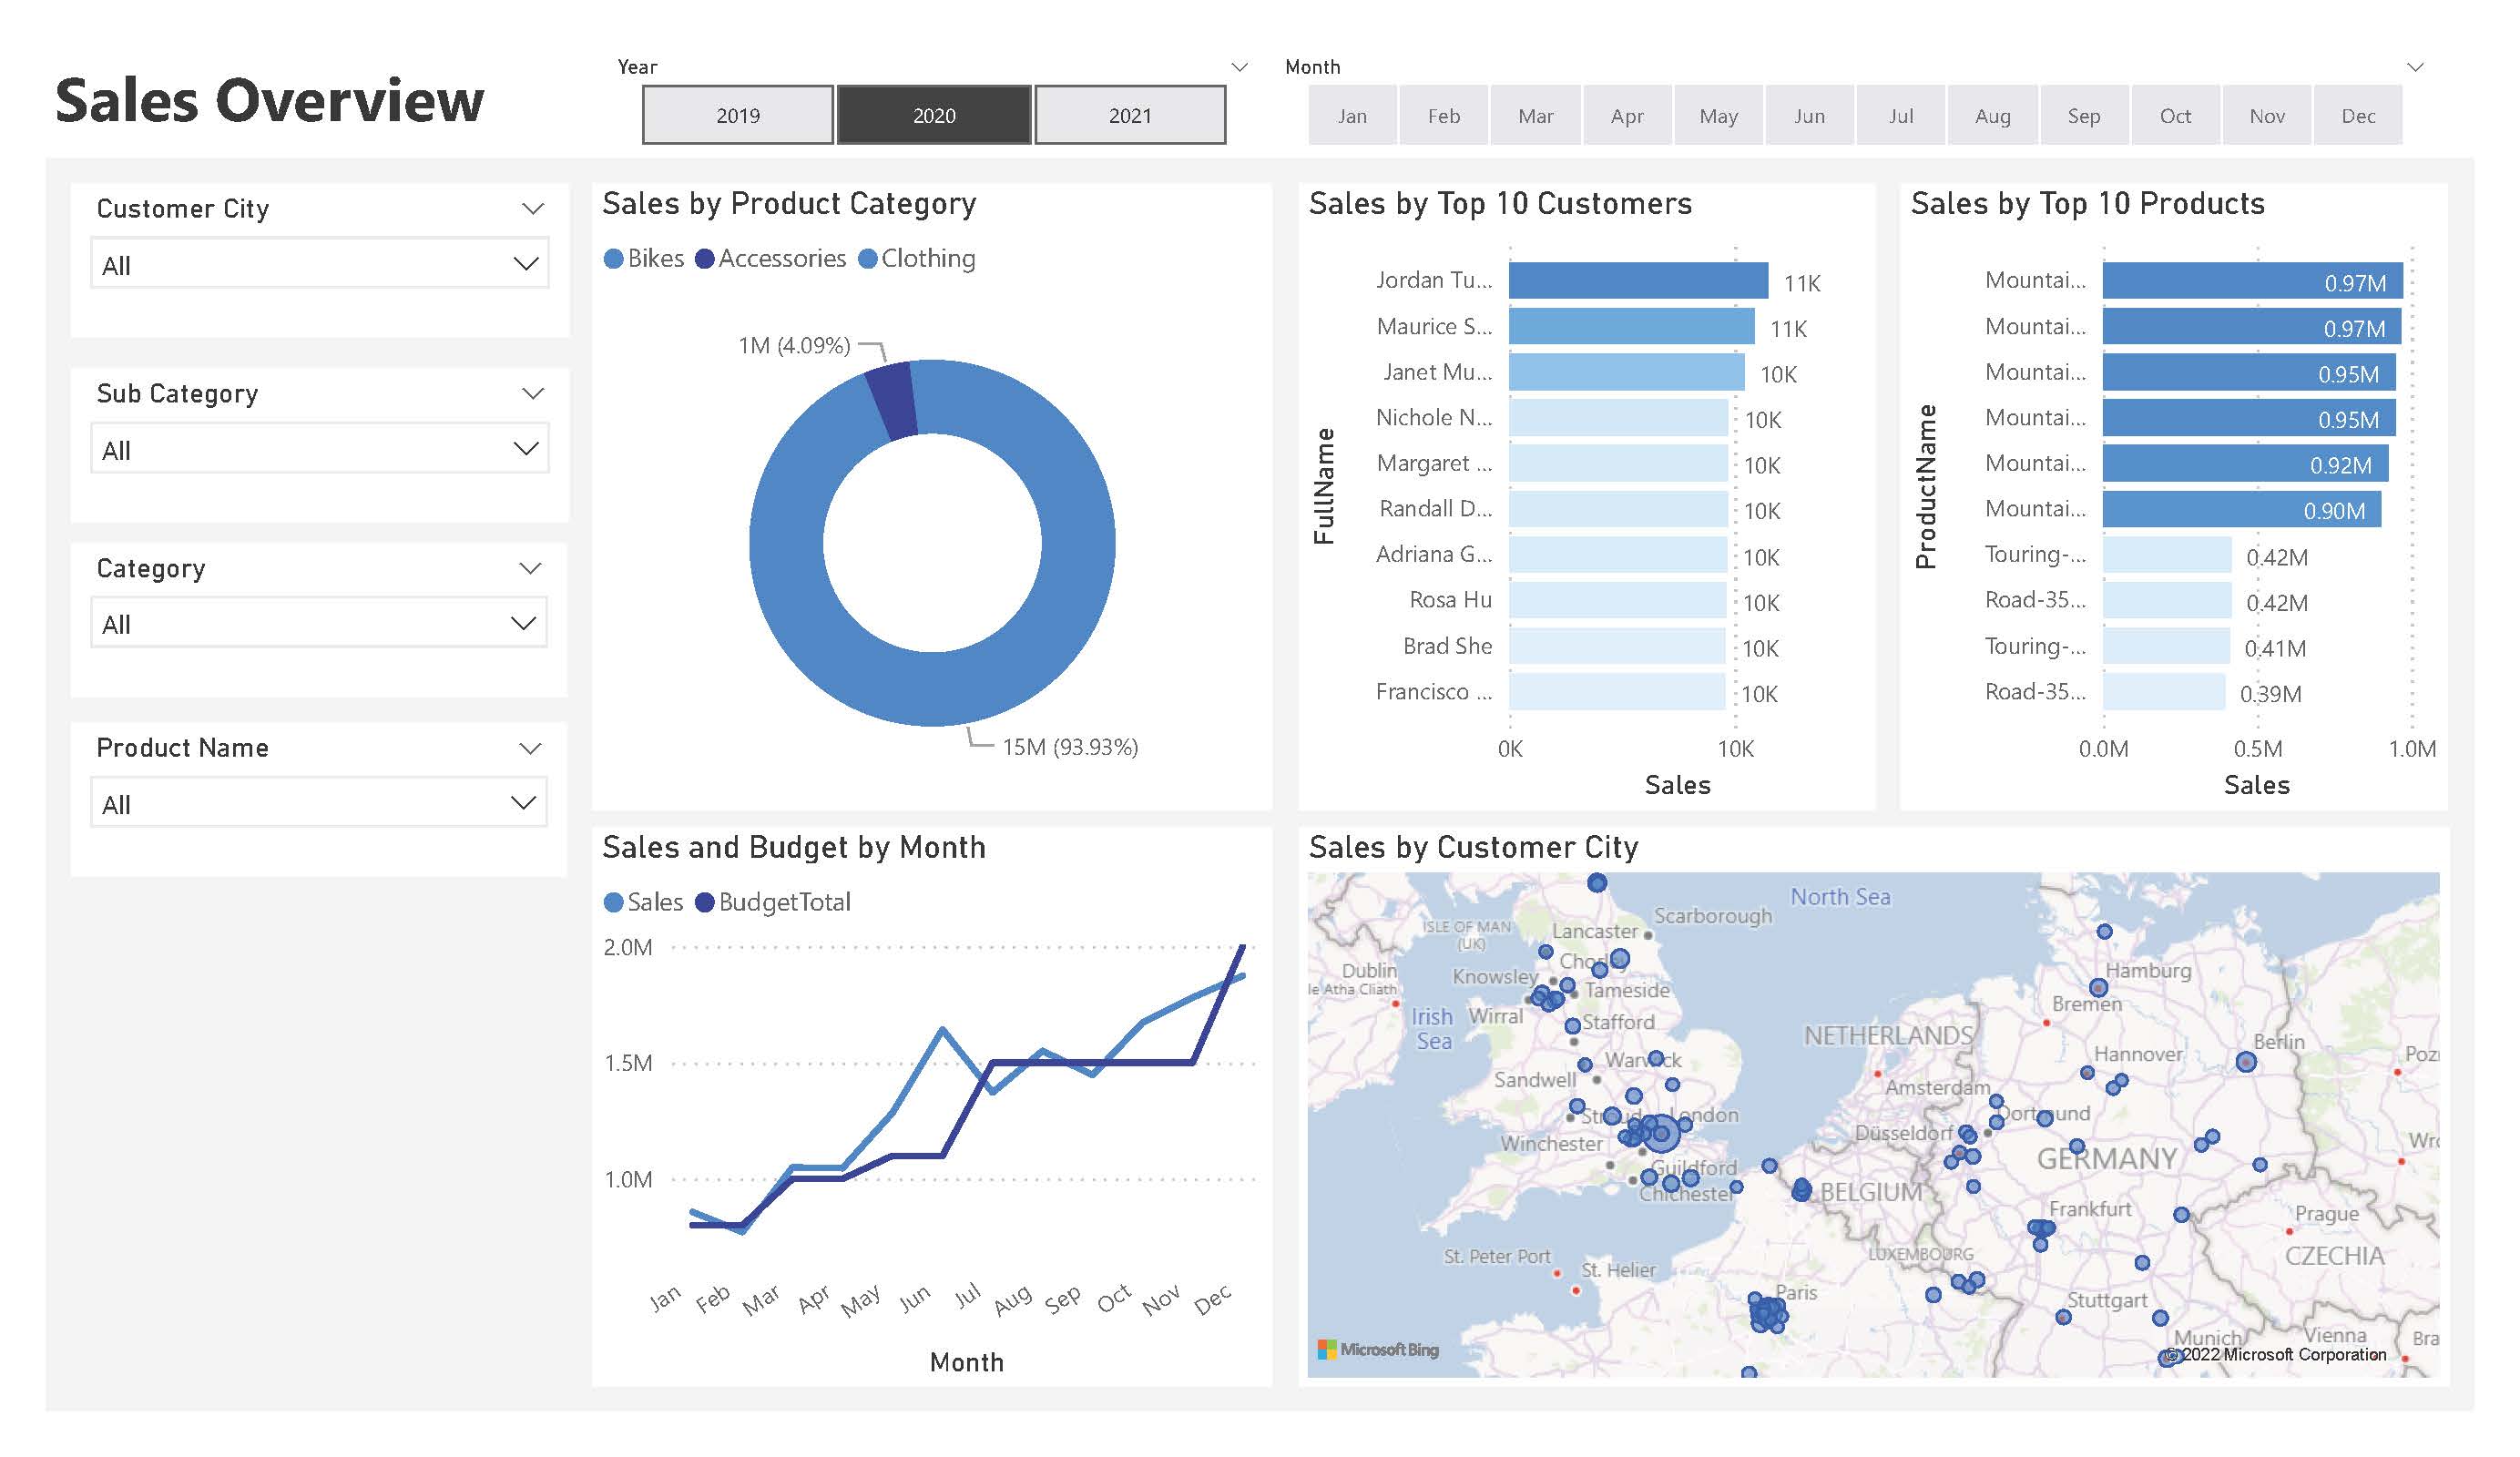 Sales Overview
Year
2019 2020 2021
Month
Jan Feb Mar Apr May Jun Jul Aug Sep Oct Nov Dec
Customer City
All
Sub Category
All
Category
All
Product Name
All
Sales by Product Category
Bikes Accessories Clothing
1M (4.09%)
15M (93.93%)
Sales by Top 10 Customers
FullName
Jordan Tu... 11K
Maurice S... 11K
Janet Mu... 10K
Nichole N... 10K
Margaret ... 10K
Randall D... 10K
Adriana G... 10K
Rosa Hu 10K
Brad She 10K
Francisco ... 10K
0K 10K
Sales
Sales by Top 10 Products
ProductName
Mountai... 0.97M
Mountai... 0.97M
Mountai... 0.95M
Mountai... 0.95M
Mountai... 0.92M
Mountai... 0.90M
Touring-... 0.42M
Road-35... 0.42M
Touring-... 0.41M
Road-35... 0.39M
0.0M 0.5M 1.0M
Sales
Sales and Budget by Month
Sales BudgetTotal
2.0M
1.5M
1.0M
Jan Feb Mar Apr May Jun Jul Aug Sep Oct Nov Dec
Month
Sales by Customer City
North Sea
Scarborough
ISLE OF MAN
(UK)
Lancaster
Dublin
le Atha Cliath
Knowsley
Tameside
Irish
Sea
Wirral
Stafford
Warwick
Sandwell
London
Winchester
Guildford
Chichester
St. Peter Port
St. Helier
Paris
NETHERLANDS
Amsterdam
Hamburg
Bremen
Hannover
Berlin
Pozi
Dortmund
Düsseldorf
GERMANY
Wro
BELGIUM
Frankfurt
Prague
LUXEMBOURG
CZECHIA
Stuttgart
Munich
Vienna
Bra
Microsoft Bing
© 2022 Microsoft Corporation